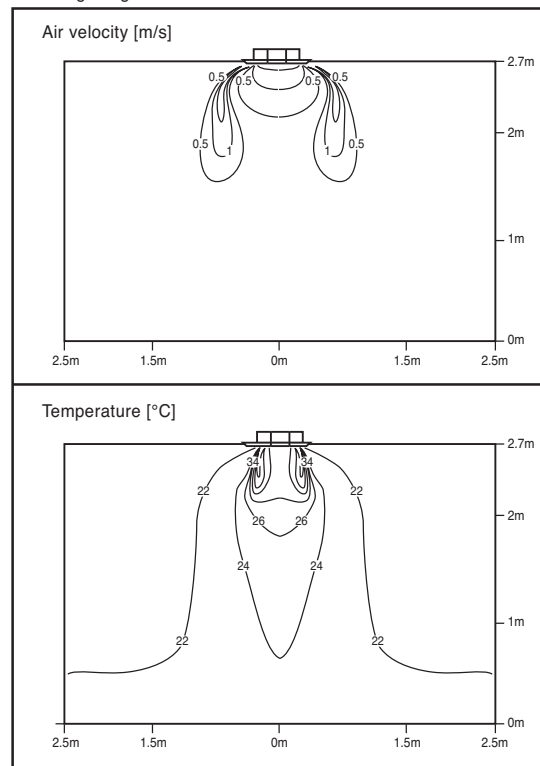 Air velocity [m/s]
2.7m
0.5 0.5 0.5 0.5
2m
0.5 1 1 0.5
1m
0m
2.5m 1.5m 0m 1.5m 2.5m
Temperature [°C]
2.7m
34 34
22 22
2m
26 26
24 24
1m
22 22
0m
2.5m 1.5m 0m 1.5m 2.5m